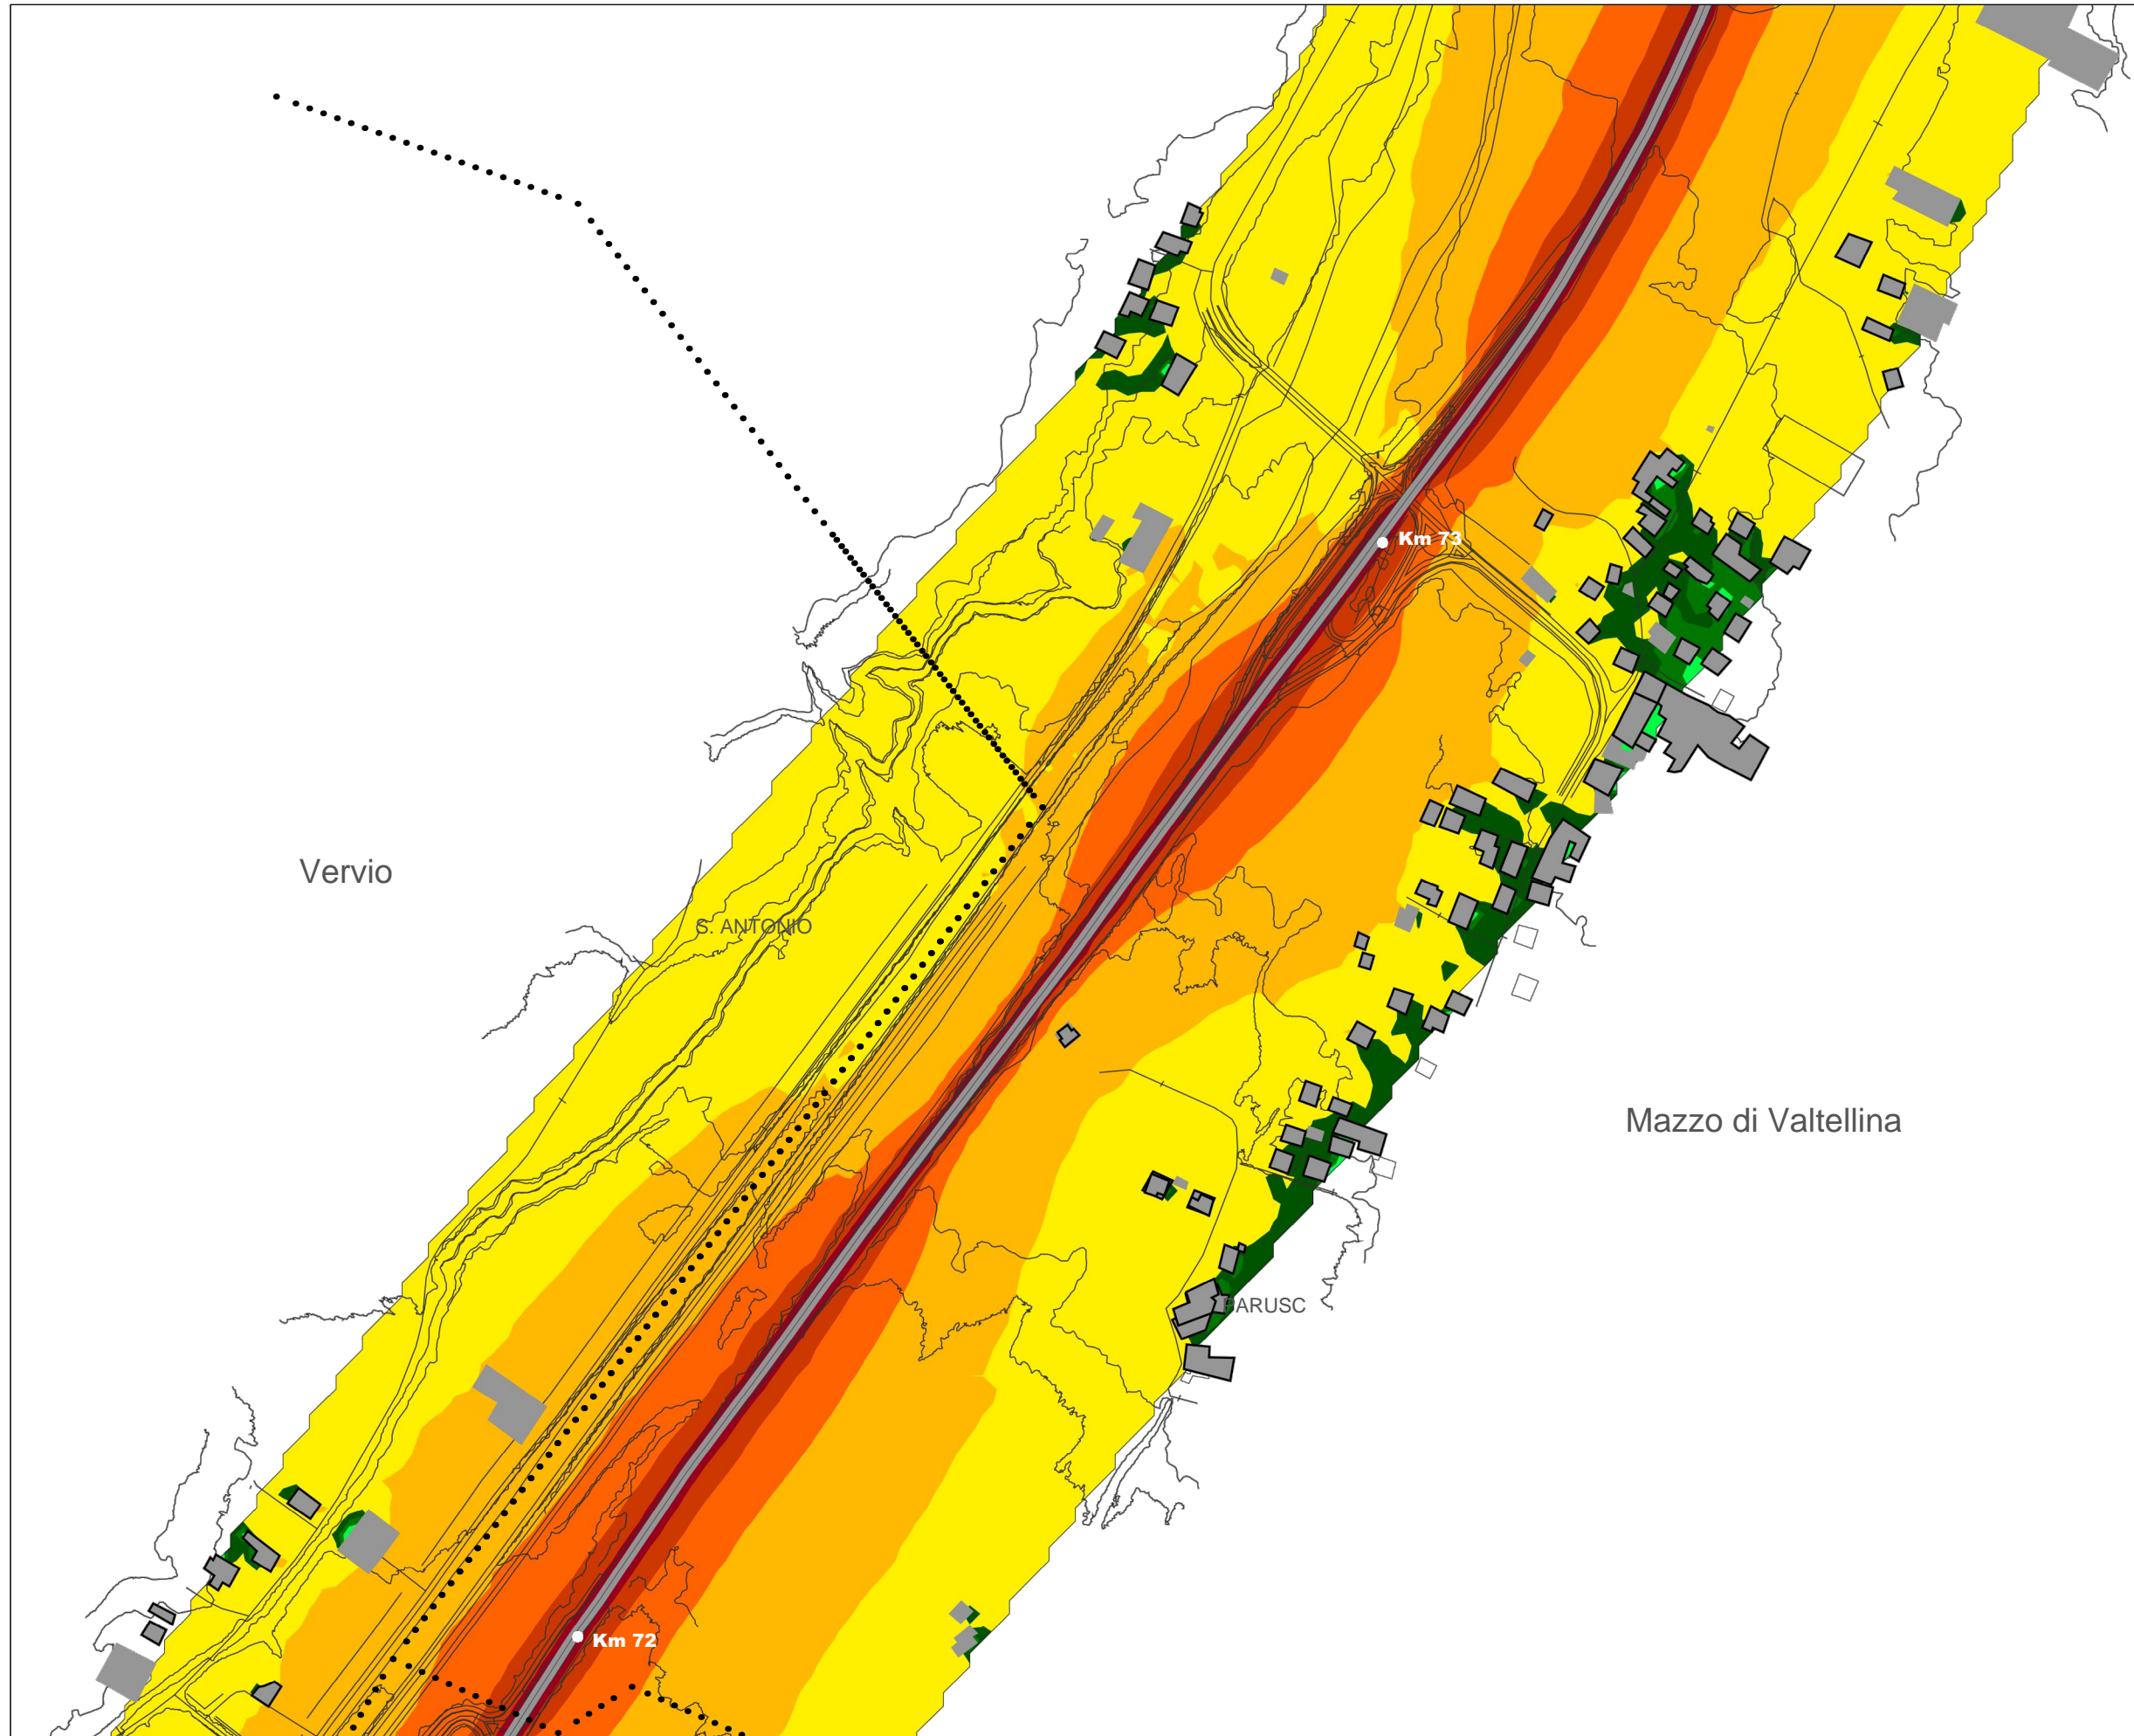 Km 73
Vervio
S. ANTONIO
Mazzo di Valtellina
ARUSC
Km 72